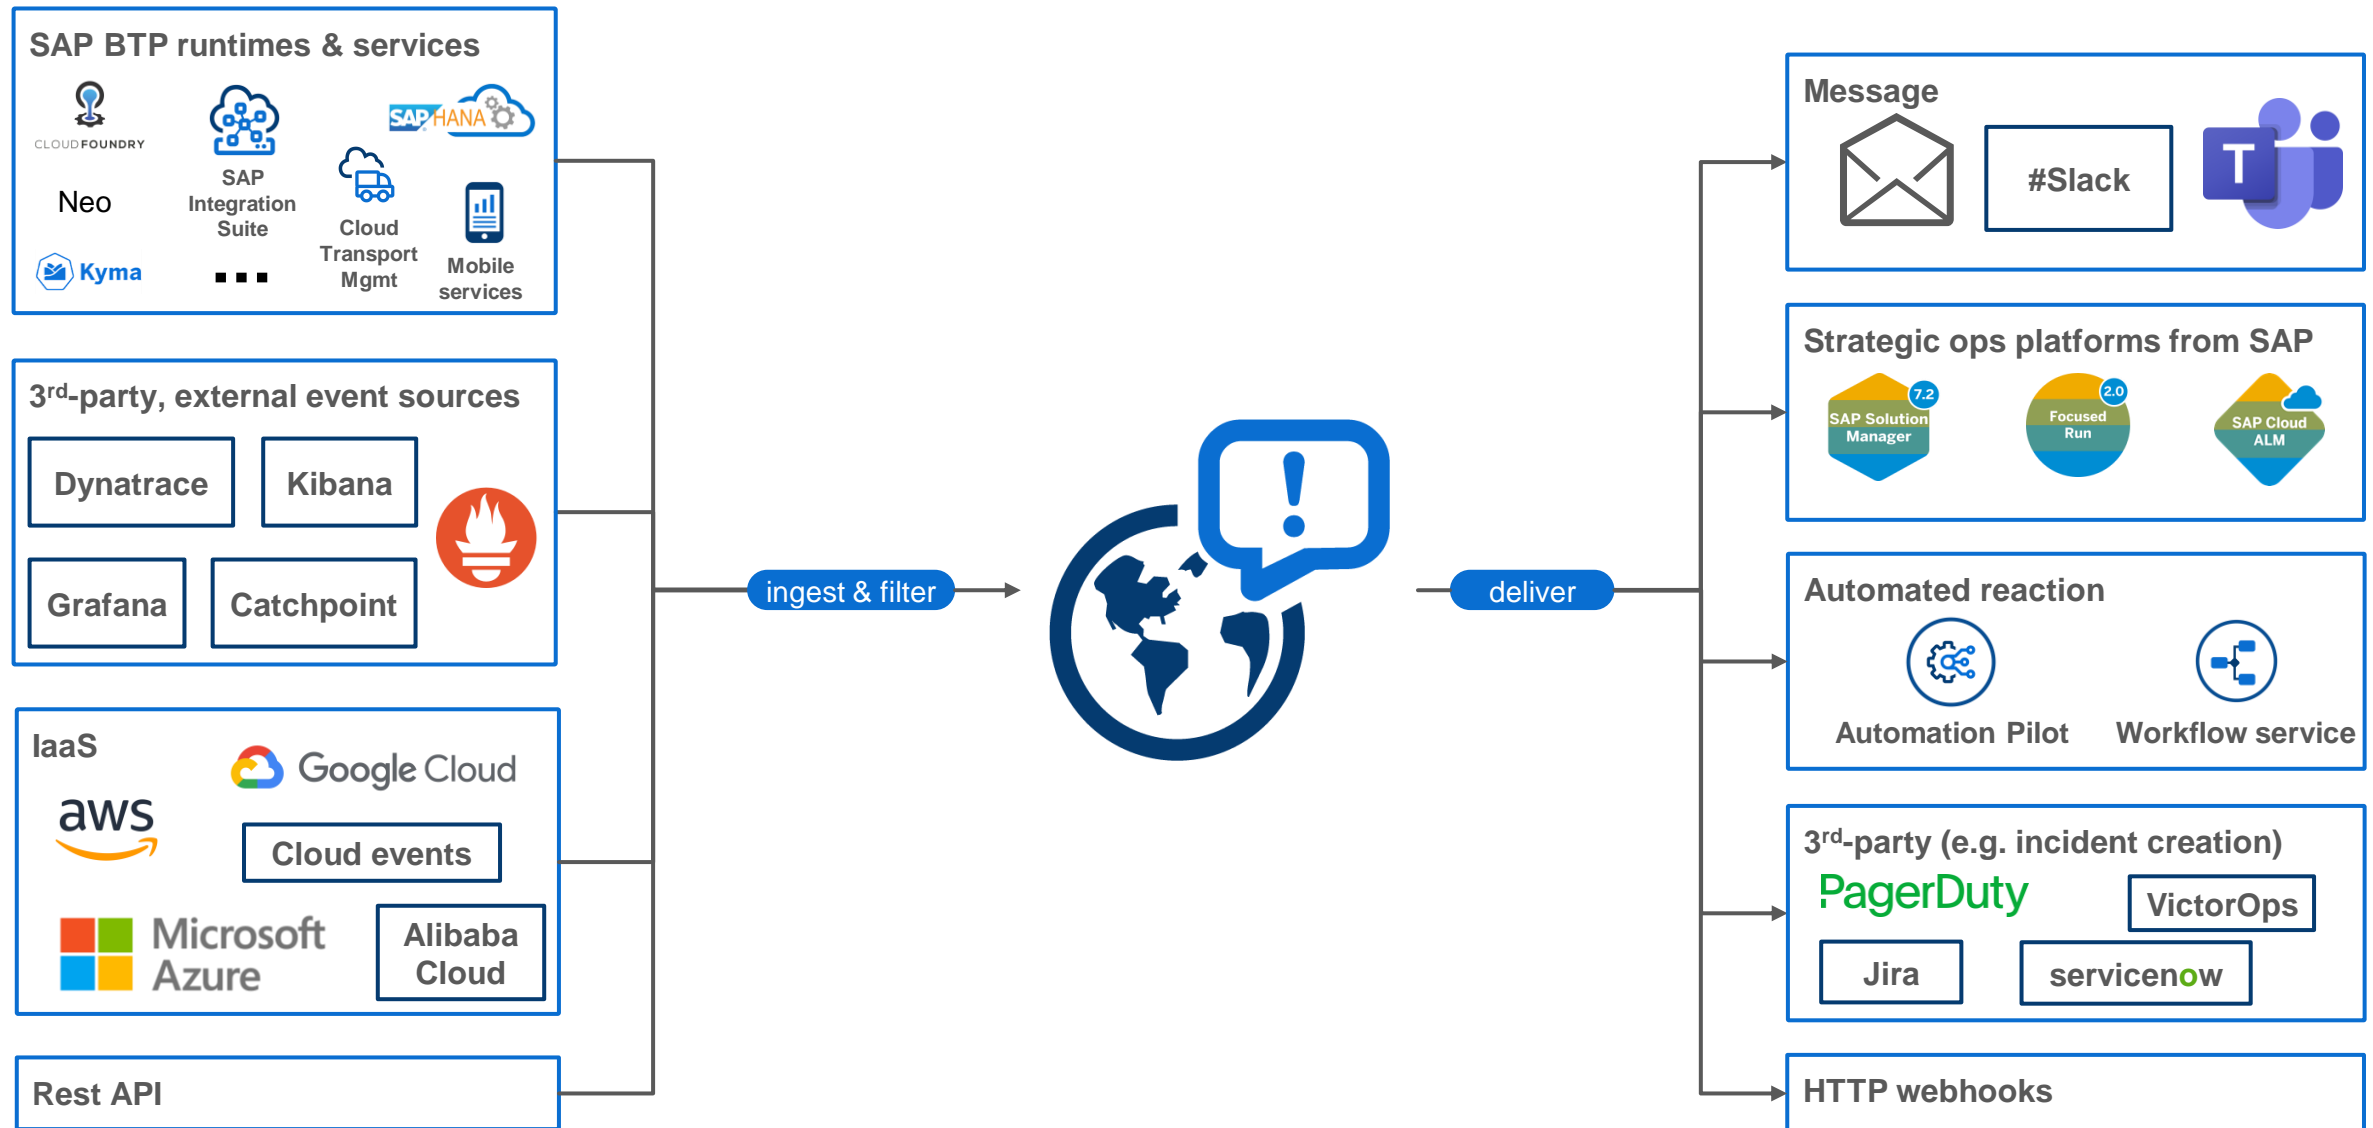 SAP BTP runtimes & services
CLOUDFOUNDRY
SAP HANA
SAP
Integration
Suite
Neo
Cloud
Transport
Mgmt
Kyma
...
Mobile
services
3rd-party, external event sources
Dynatrace
Kibana
Grafana
Catchpoint
IaaS
Google Cloud
aws
Cloud events
Microsoft
Azure
Alibaba
Cloud
Rest API
ingest & filter
!
deliver
Message
#Slack
T
Strategic ops platforms from SAP
7.2
SAP Solution
Manager
2.0
Focused
Run
SAP Cloud
ALM
Automated reaction
Automation Pilot
Workflow service
3rd-party (e.g. incident creation)
PagerDuty
VictorOps
Jira
servicenow
HTTP webhooks